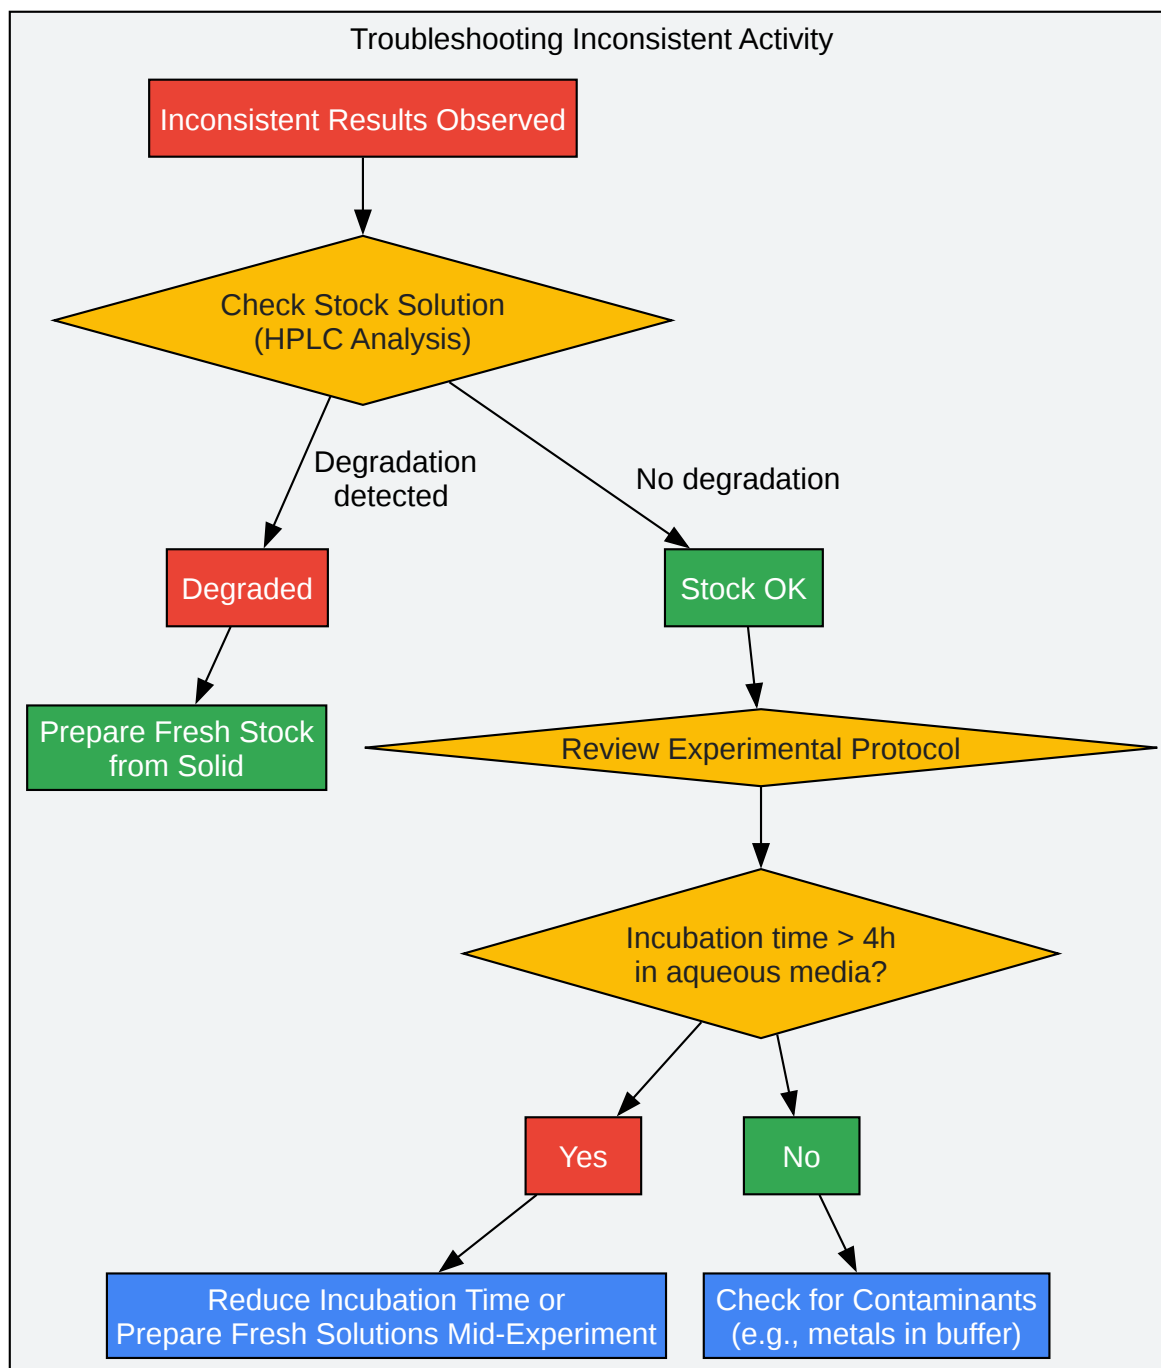 Troubleshooting Inconsistent Activity
Inconsistent Results Observed
Check Stock Solution
(HPLC Analysis)
Degradation
detected
No degradation
Degraded
Stock OK
Prepare Fresh Stock
from Solid
Review Experimental Protocol
Incubation time > 4h
in aqueous media?
Yes
No
Reduce Incubation Time or
Prepare Fresh Solutions Mid-Experiment
Check for Contaminants
(e.g., metals in buffer)